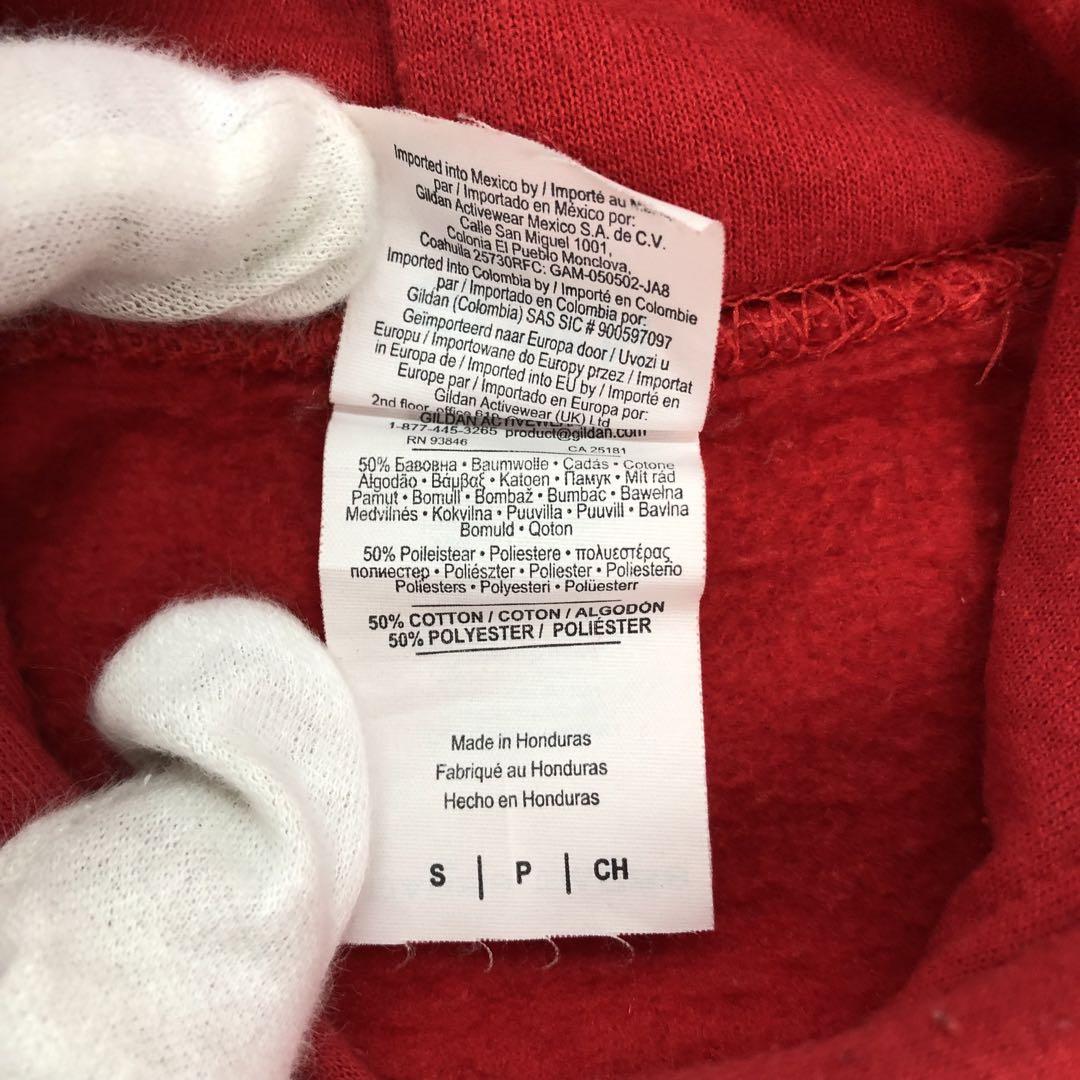 Imported into Mexico by / Importé au
par / Importado en México por:
Gildan Activewear Mexico S.A. de C.V.
Calle San Miguel 1001,
Colonia El Pueblo Monclova,
Coahuila 25730RFC: GAM-050502-JA8
Imported Into Colombia by / Importé en Colombie
par / Importado en Colombia por:
Gildan (Colombia) SAS SIC # 900597097
Geïmporteerd naar Europa door / Uvozi u
Europu / Importowane do Europy przez / Importat
in Europa de / Imported into EU by / Importé en
Europe par / Importado en Europa por:
Gildan Activewear (UK) Ltd
2nd floor, office
GILDAN ACTIVEWEAR
1-877-445-3265 product@gildan.com
RN 93846 CA 25181
50% Бавовна • Baumwolle • Cadás • Cotone
Algodão • Βάμβαξ • Katoen • Памук • Mit rád
Pamut • Bomull • Bombaž • Bumbac • Bawełna
Medvilnės • Kokvilna • Puuvilla • Puuvill • Bavlna
Bomuld • Qoton
50% Poileistear • Poliestere • πολυεστέρας
полиестер • Poliészter • Poliester • Poliesteño
Poliesters • Polyesteri • Polüesterr
50% COTTON / COTON / ALGODÓN
50% POLYESTER / POLIÉSTER
Made in Honduras
Fabriqué au Honduras
Hecho en Honduras
S | P | CH